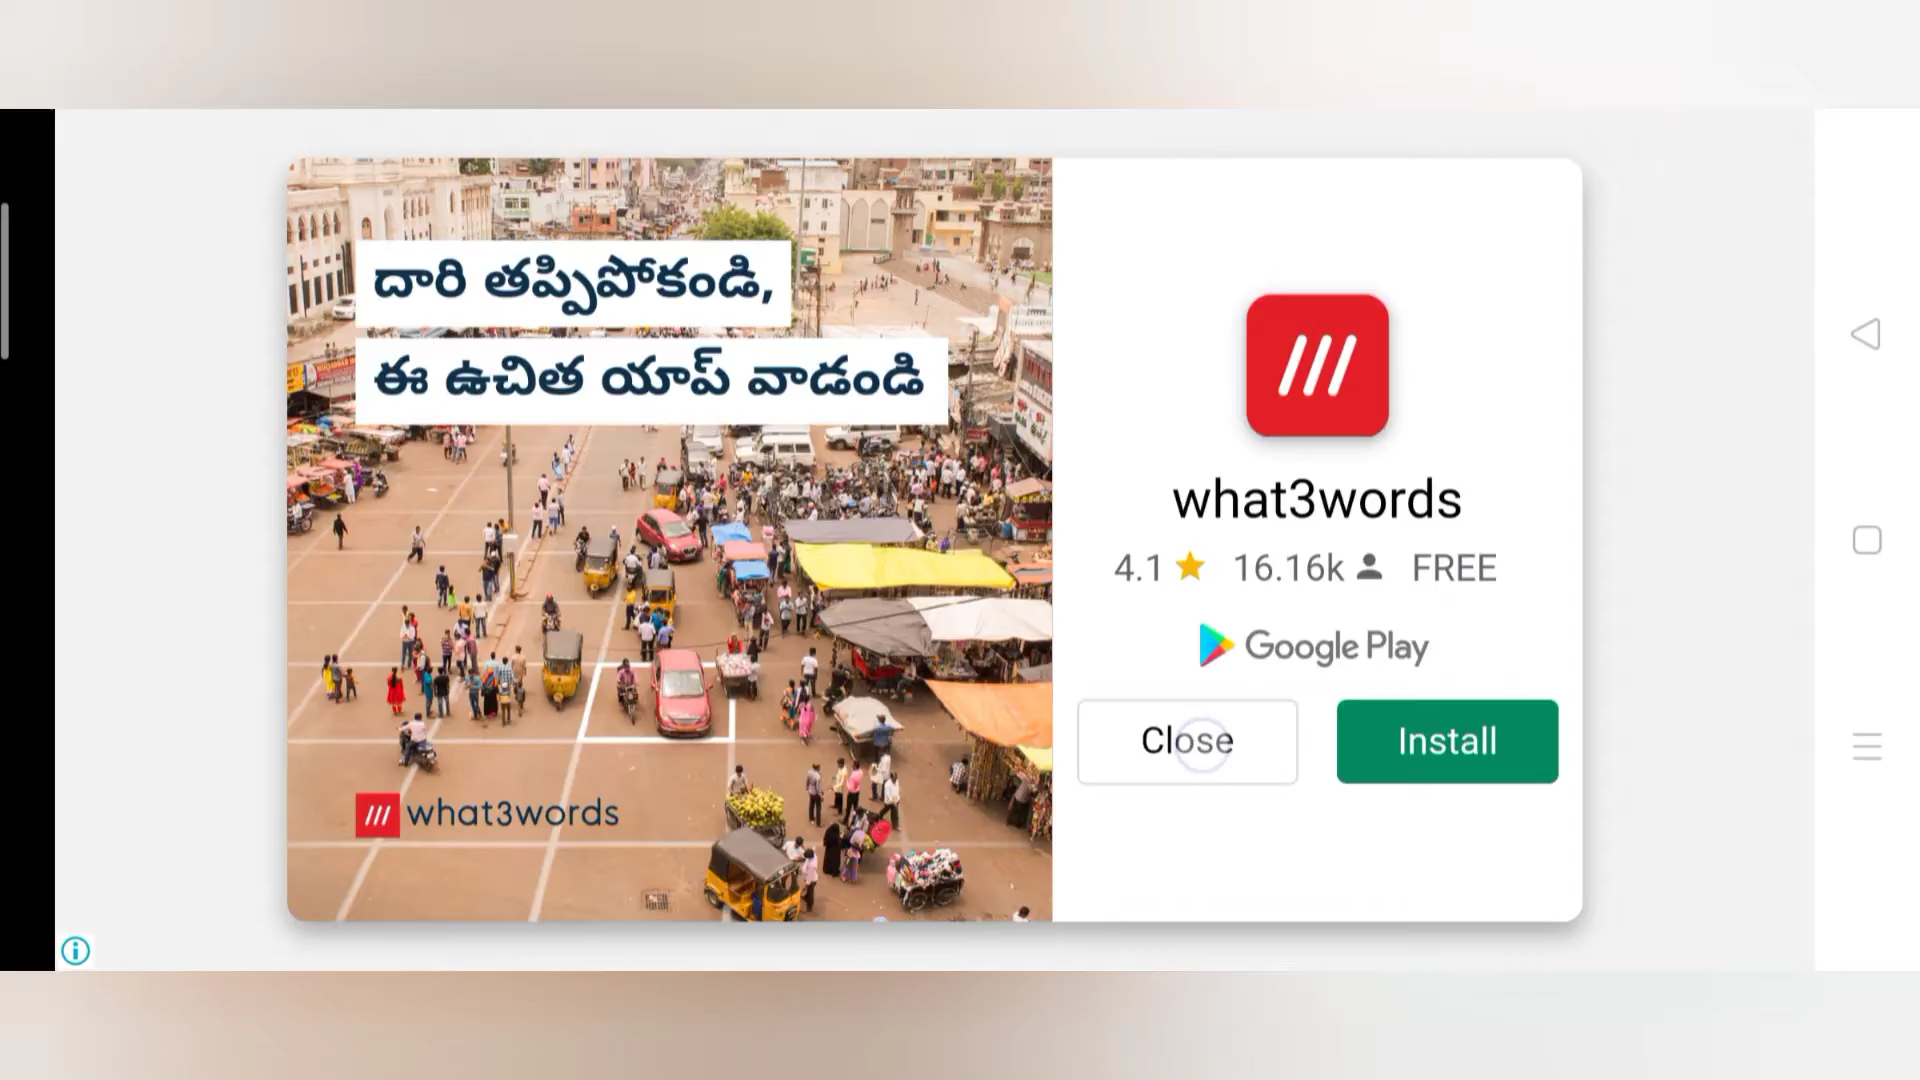 దారి తప్పిపోకండి,
ఈ ఉచిత యాప్ వాడండి
what3words
what3words
4.1 16.16k FREE
Google Play
Close
Install